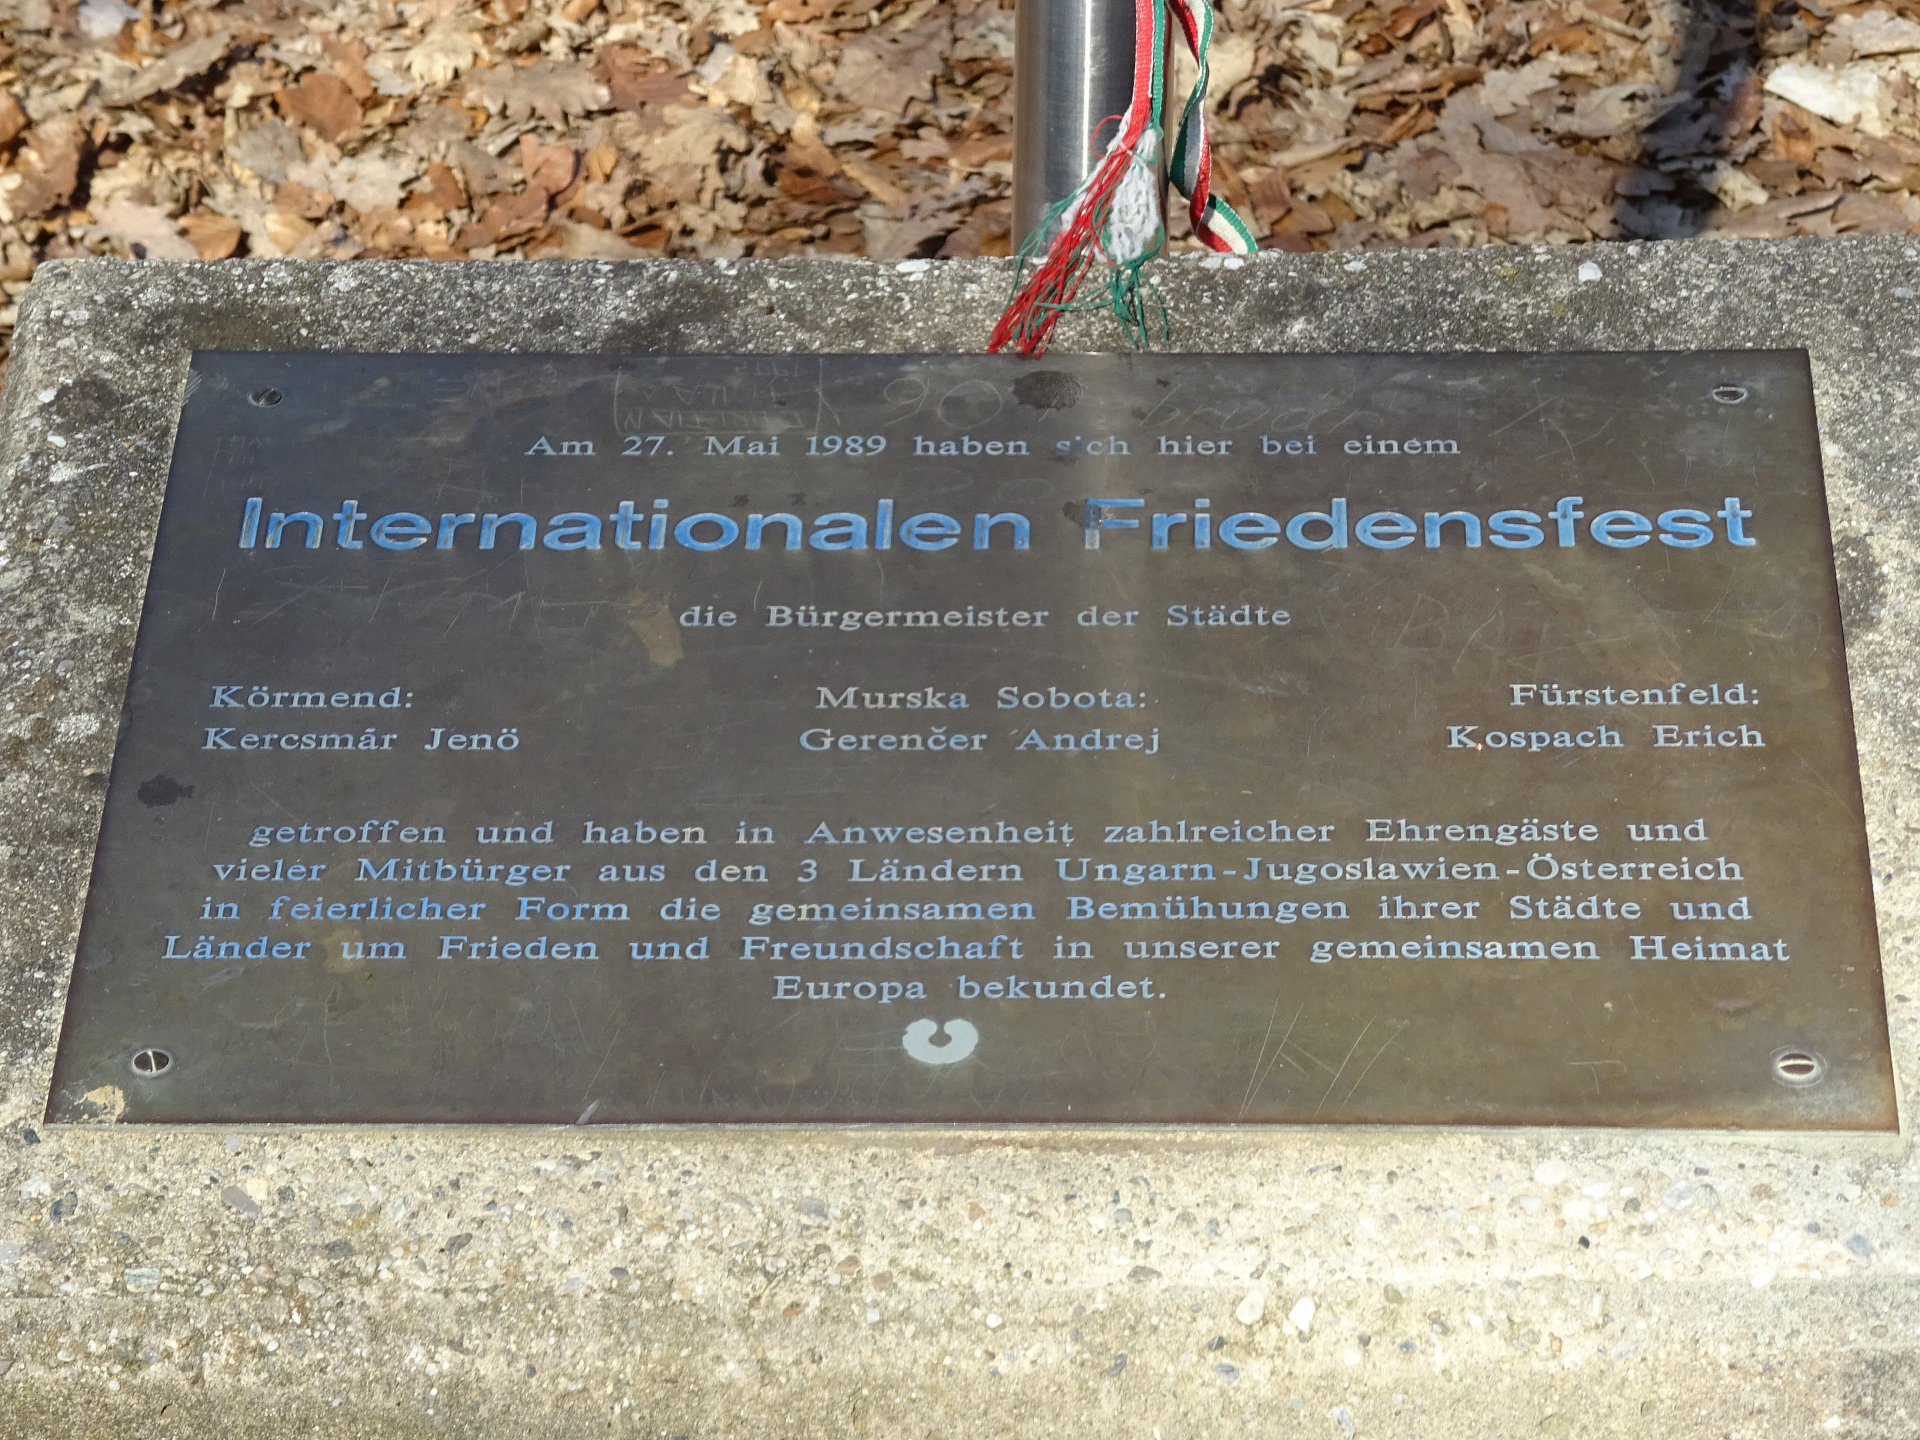 Am 27. Mai 1989 haben sich hier bei einem
Internationalen Friedensfest
die Bürgermeister der Städte
Körmend: Murska Sobota: Fürstenfeld:
Kercsmár Jenö Gerenčer Andrej Kospach Erich
getroffen und haben in Anwesenheit zahlreicher Ehrengäste und
vieler Mitbürger aus den 3 Ländern Ungarn-Jugoslawien-Österreich
in feierlicher Form die gemeinsamen Bemühungen ihrer Städte und
Länder um Frieden und Freundschaft in unserer gemeinsamen Heimat
Europa bekundet.